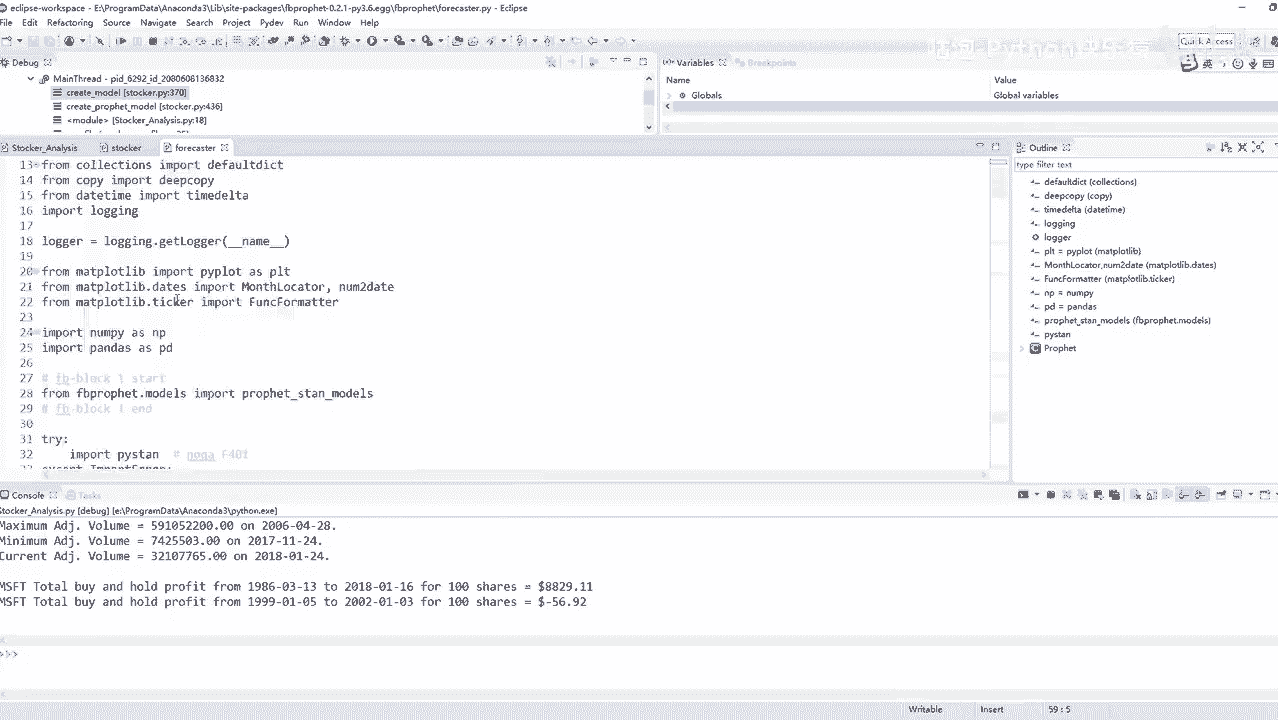 eclipse-workspace - E:\ProgramData\Anaconda3\Lib\site-packages\fbprophet-0.2.1-py3.6.egg\fbprophet\forecaster.py - Eclipse
File Edit Refactoring Source Navigate Search Project Pydev Run Window Help
Quick Access
Debug
Variables
Breakpoints
MainThread - pid_6292_id_2080608136832
create_model [stocker.py:370]
create_prophet_model [stocker.py:436]
<module> [Stocker_Analysis.py:18]
Name Value
Globals Global variables
Stocker_Analysis stocker forecaster
13 from collections import defaultdict
14 from copy import deepcopy
15 from datetime import timedelta
16 import logging
17
18 logger = logging.getLogger(__name__)
19
20 from matplotlib import pyplot as plt
21 from matplotlib.dates import MonthLocator, num2date
22 from matplotlib.ticker import FuncFormatter
23
24 import numpy as np
25 import pandas as pd
26
27 # fb-block 1 start
28 from fbprophet.models import prophet_stan_models
29 # fb-block 1 end
30
31 try:
32 import pystan # noqa F401
except ImportError:
Outline
type filter text
defaultdict (collections)
deepcopy (copy)
timedelta (datetime)
logging
logger
plt = pyplot (matplotlib)
MonthLocator,num2date (matplotlib.dates)
FuncFormatter (matplotlib.ticker)
np = numpy
pd = pandas
prophet_stan_models (fbprophet.models)
pystan
Prophet
Console Tasks
Stocker_Analysis.py [debug] [e:\ProgramData\Anaconda3\python.exe]
Maximum Adj. Volume = 591052200.00 on 2006-04-28.
Minimum Adj. Volume = 7425503.00 on 2017-11-24.
Current Adj. Volume = 32107765.00 on 2018-01-24.
MSFT Total buy and hold profit from 1986-03-13 to 2018-01-16 for 100 shares = $8829.11
MSFT Total buy and hold profit from 1999-01-05 to 2002-01-03 for 100 shares = $-56.92
>>>
Writable Insert 59 : 5